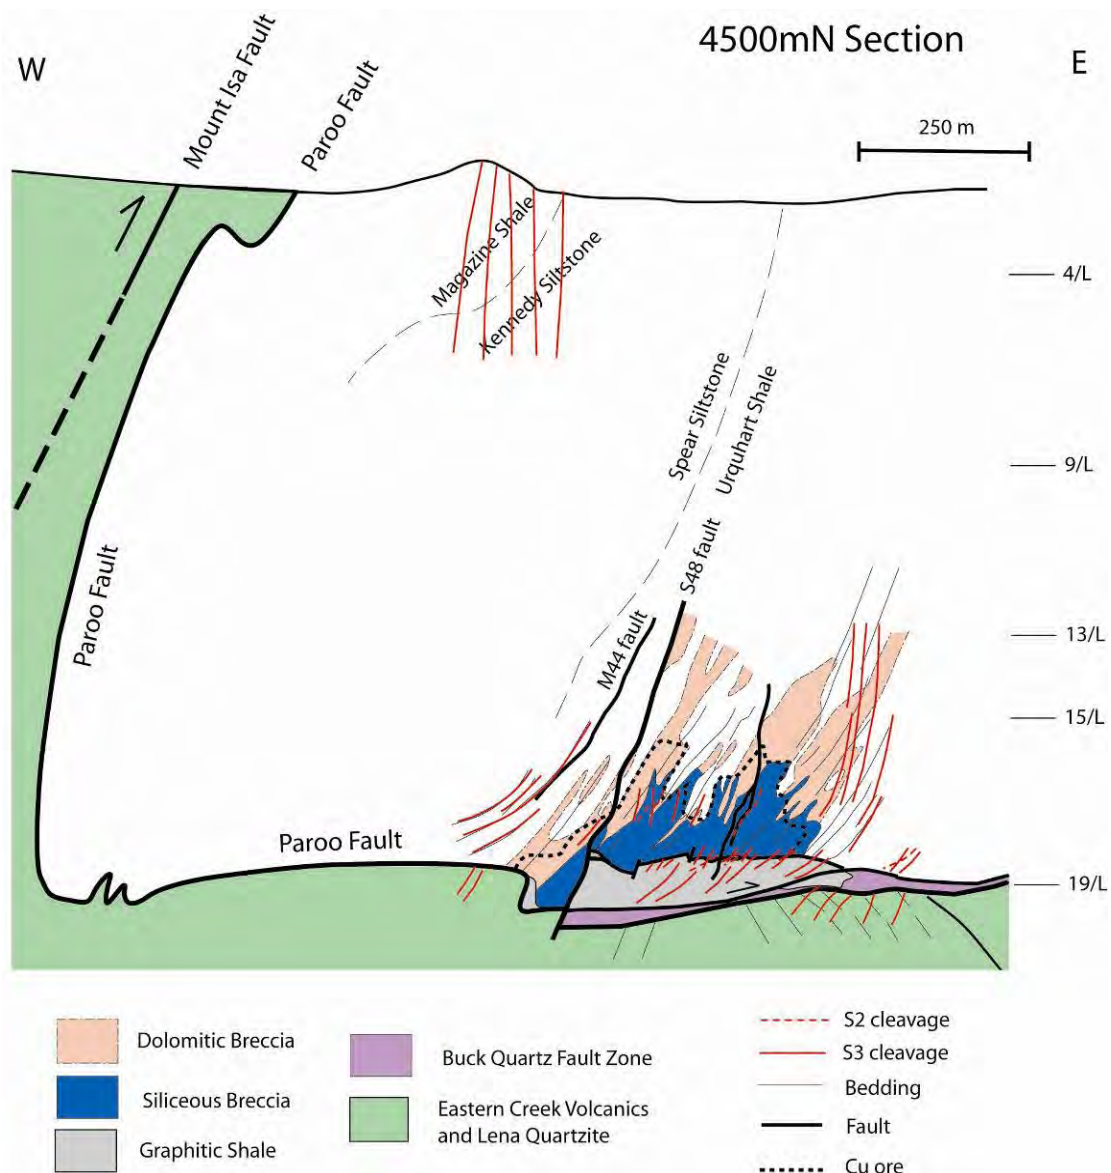 4500mN Section
W
E
Mount Isa Fault
Paroo Fault
250 m
Magazine Shale
Kennedy Siltstone
4/L
Spear Siltstone
Urquhart Shale
9/L
Paroo Fault
M44 fault
S48 fault
13/L
15/L
Paroo Fault
19/L
Dolomitic Breccia
Siliceous Breccia
Graphitic Shale
Buck Quartz Fault Zone
Eastern Creek Volcanics
and Lena Quartzite
S2 cleavage
S3 cleavage
Bedding
Fault
Cu ore